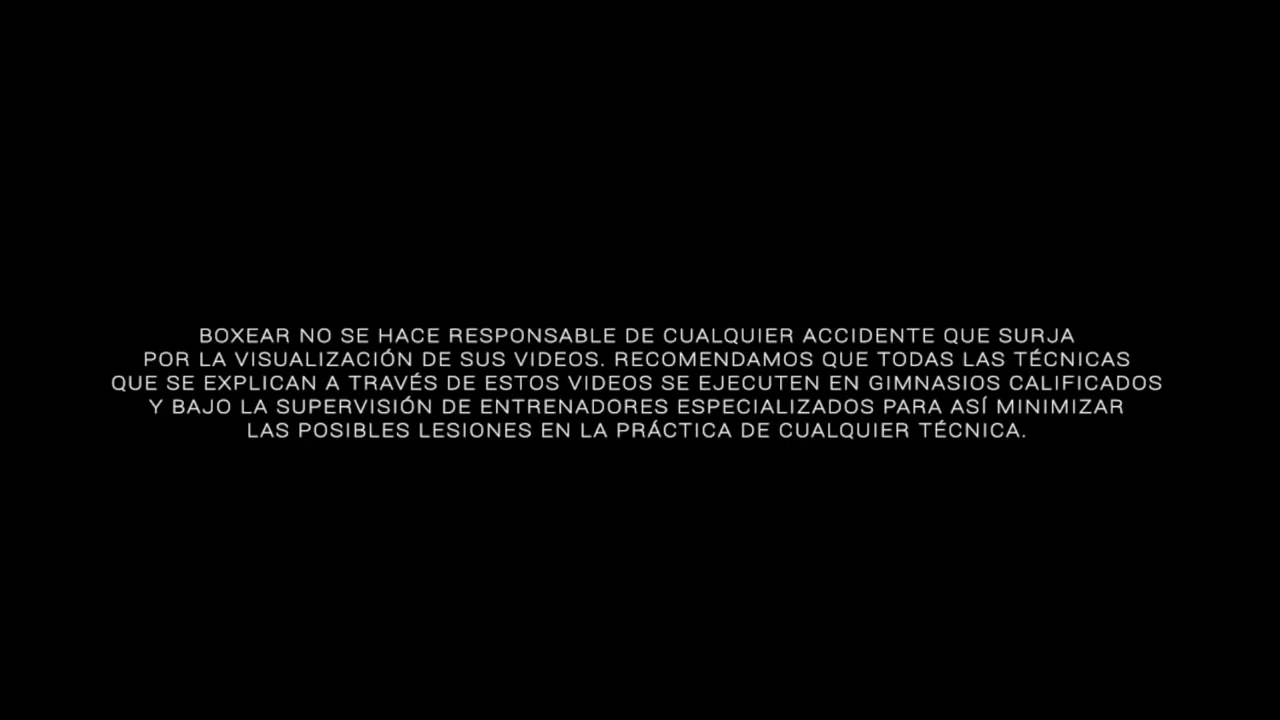 BOXEAR NO SE HACE RESPONSABLE DE CUALQUIER ACCIDENTE QUE SURJA
POR LA VISUALIZACIÓN DE SUS VIDEOS. RECOMENDAMOS QUE TODAS LAS TÉCNICAS
QUE SE EXPLICAN A TRAVÉS DE ESTOS VIDEOS SE EJECUTEN EN GIMNASIOS CALIFICADOS
Y BAJO LA SUPERVISIÓN DE ENTRENADORES ESPECIALIZADOS PARA ASÍ MINIMIZAR
LAS POSIBLES LESIONES EN LA PRÁCTICA DE CUALQUIER TÉCNICA.